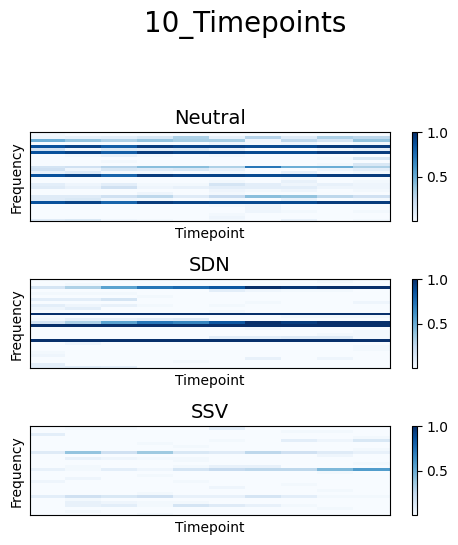 10_Timepoints
Neutral
Frequency
1.0
0.5
Timepoint
SDN
Frequency
1.0
0.5
Timepoint
SSV
Frequency
1.0
0.5
Timepoint